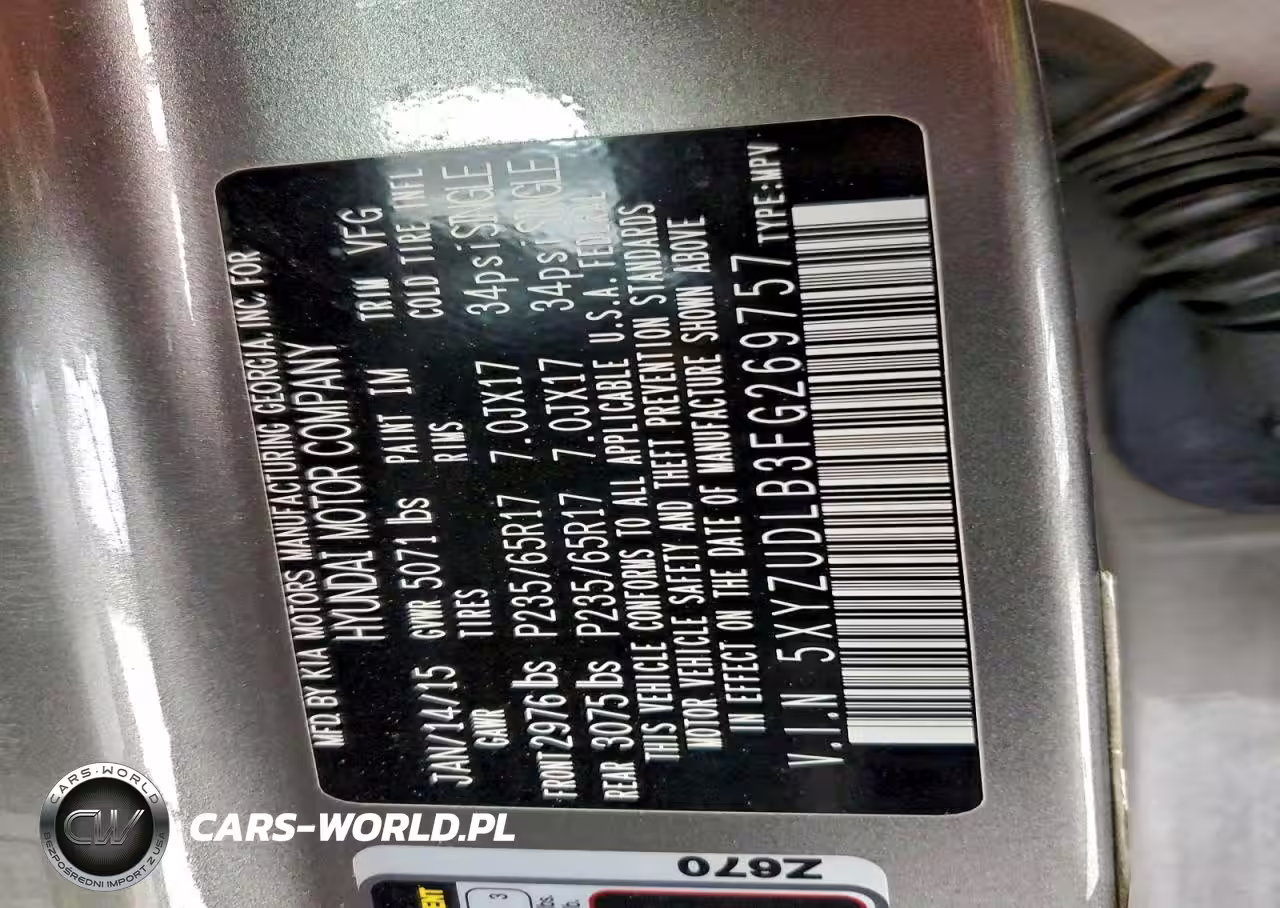 MFD BY KIA MOTORS MANUFACTURING GEORGIA, INC. FOR
HYUNDAI MOTOR COMPANY
JAN/14/15 GVWR 5071 lbs PAINT IM TRIM VFG
GAWR TIRES RIMS COLD TIRE INFL
FRONT 2976 lbs P235/65R17 7.0JX17 34psi SINGLE
REAR 3075 lbs P235/65R17 7.0JX17 34psi SINGLE
THIS VEHICLE CONFORMS TO ALL APPLICABLE U.S.A. FEDERAL
MOTOR VEHICLE SAFETY AND THEFT PREVENTION STANDARDS
IN EFFECT ON THE DATE OF MANUFACTURE SHOWN ABOVE
V.I.N 5XYZUDLB3FG269757 TYPE:MPV
Z670
3
CARS-WORLD
CW
BEZPOŚREDNI IMPORT Z USA
CARS-WORLD.PL